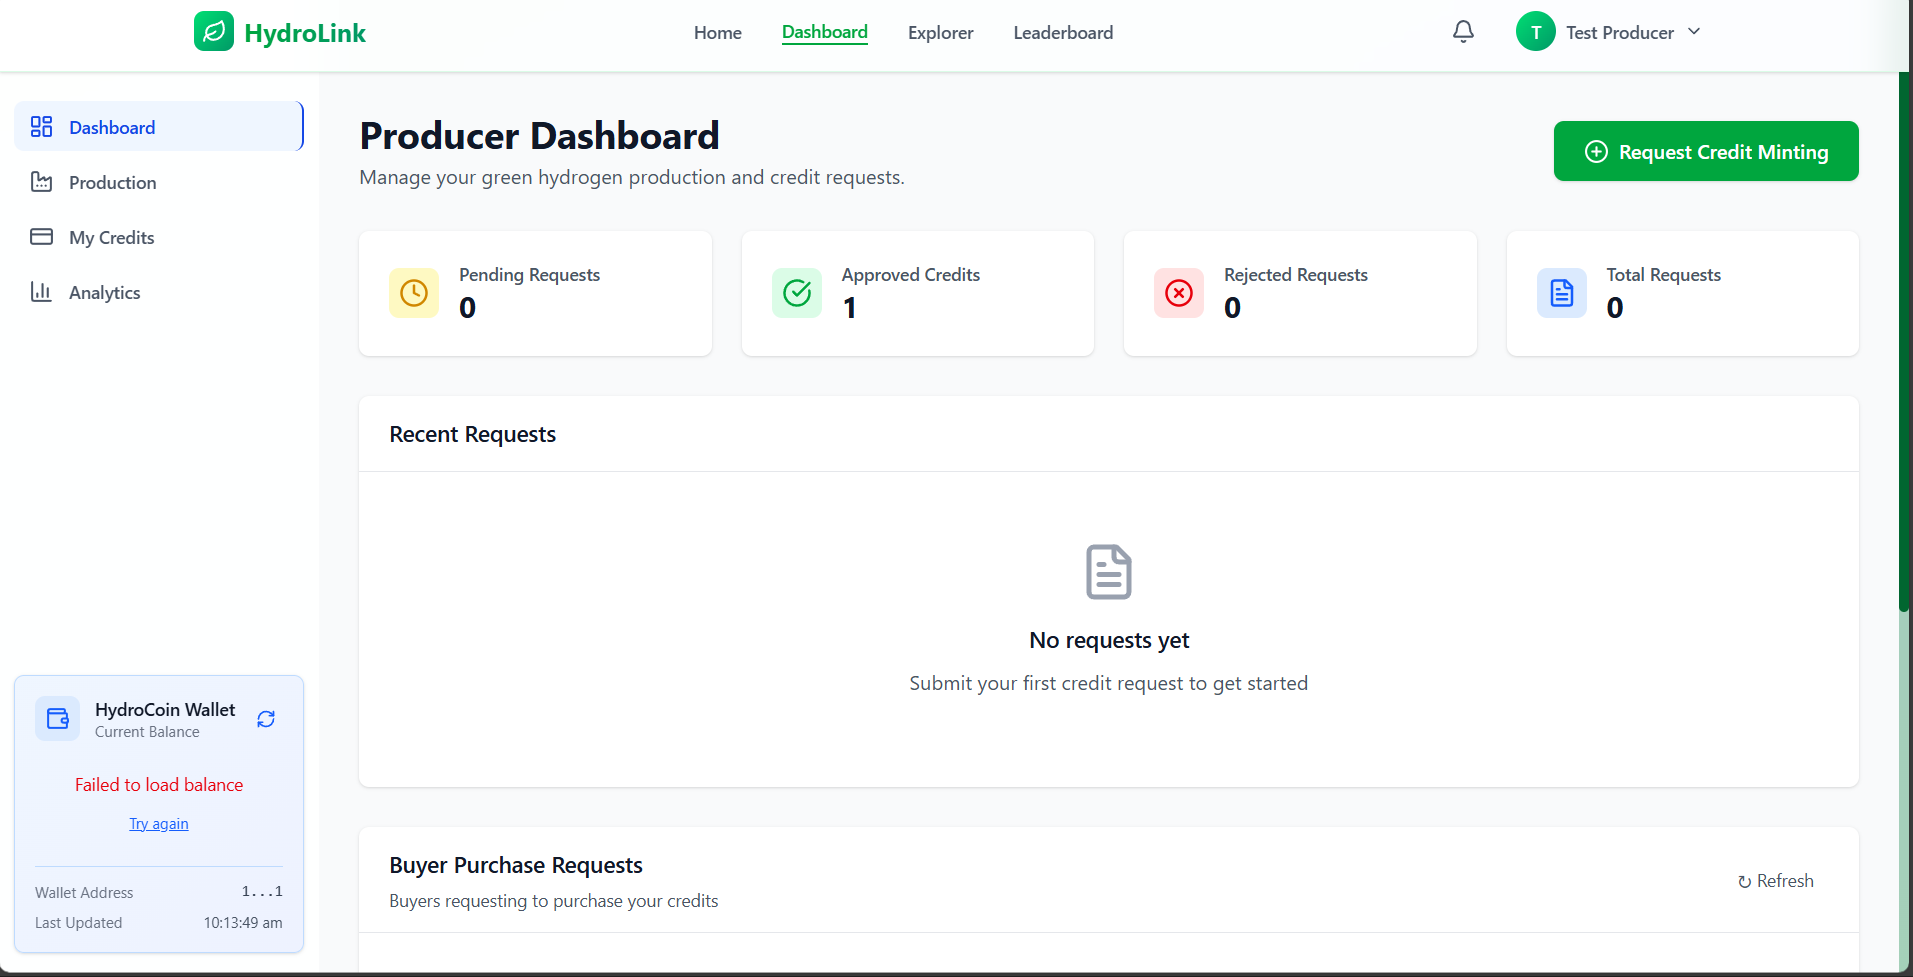 HydroLink
Home
Dashboard
Explorer
Leaderboard
T
Test Producer
Dashboard
Production
My Credits
Analytics
Producer Dashboard
Manage your green hydrogen production and credit requests.
Request Credit Minting
Pending Requests
0
Approved Credits
1
Rejected Requests
0
Total Requests
0
Recent Requests
No requests yet
Submit your first credit request to get started
Buyer Purchase Requests
Buyers requesting to purchase your credits
↻ Refresh
HydroCoin Wallet
Current Balance
Failed to load balance
Try again
Wallet Address 1...1
Last Updated 10:13:49 am